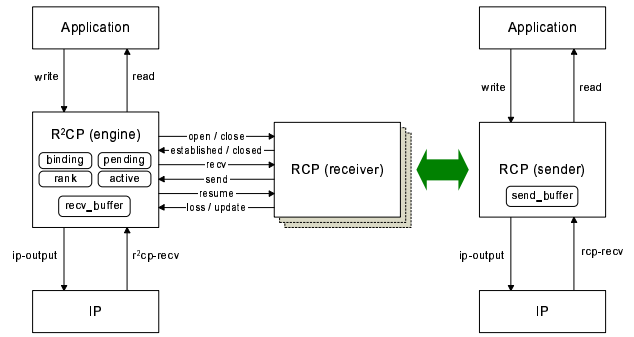 Application
write
read
R²CP (engine)
binding
pending
rank
active
recv_buffer
ip-output
r²cp-recv
IP
open / close
established / closed
recv
send
resume
loss / update
RCP (receiver)
Application
write
read
RCP (sender)
send_buffer
ip-output
rcp-recv
IP